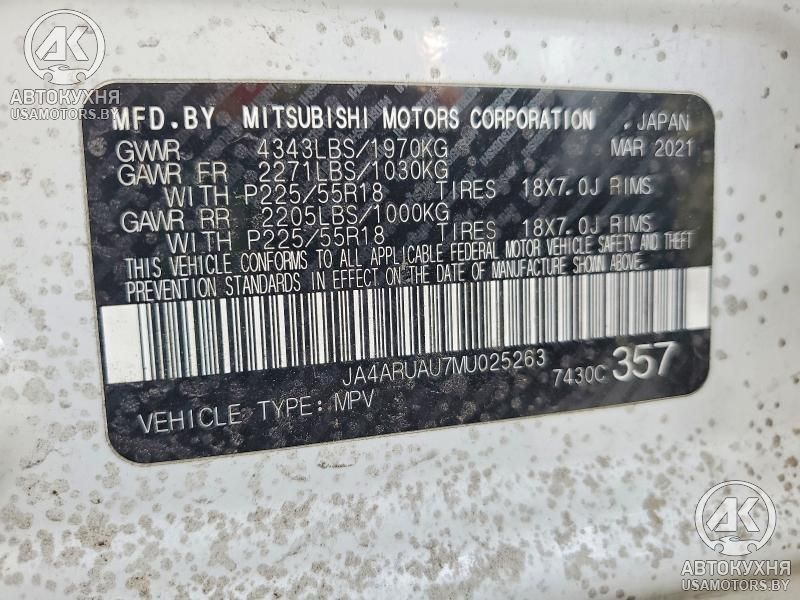 AK
АВТОКУХНЯ
USAMOTORS.BY
MFD.BY MITSUBISHI MOTORS CORPORATION . JAPAN
GVWR 4343LBS/1970KG MAR 2021
GAWR FR 2271LBS/1030KG
WITH P225/55R18 TIRES 18X7.0J RIMS
GAWR RR 2205LBS/1000KG
WITH P225/55R18 TIRES 18X7.0J RIMS
THIS VEHICLE CONFORMS TO ALL APPLICABLE FEDERAL MOTOR VEHICLE SAFETY AND THEFT
PREVENTION STANDARDS IN EFFECT ON THE DATE OF MANUFACTURE SHOWN ABOVE.
JA4ARUAU7MU025263
7430C 357
VEHICLE TYPE: MPV
AK
АВТОКУХНЯ
USAMOTORS.BY